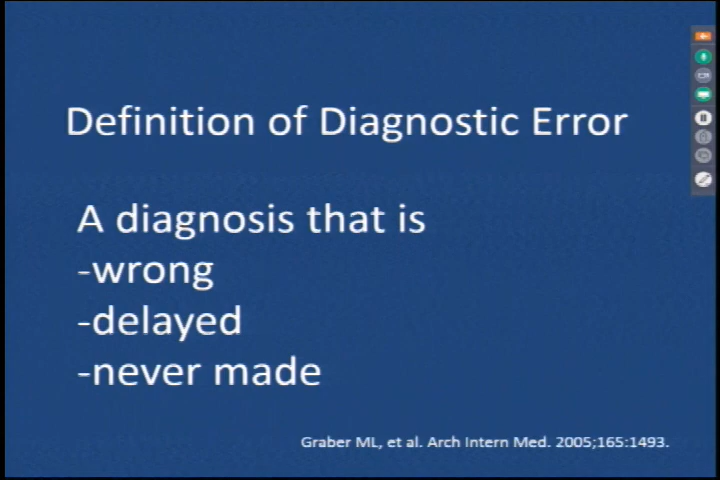 Definition of Diagnostic Error
A diagnosis that is
-wrong
-delayed
-never made
Graber ML, et al. Arch Intern Med. 2005;165:1493.